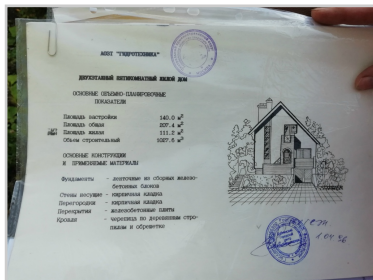 АОЗТ "ГИДРОТЕХНИКА"
ДВУХЭТАЖНЫЙ ПЯТИКОМНАТНЫЙ ЖИЛОЙ ДОМ
ОСНОВНЫЕ ОБЪЕМНО-ПЛАНИРОВОЧНЫЕ
ПОКАЗАТЕЛИ
Площадь застройки 140.0 м²
Площадь общая 207.4 м²
Площадь жилая 111.2 м²
Объем строительный 1027.6 м³
ОСНОВНЫЕ КОНСТРУКЦИИ
И ПРИМЕНЯЕМЫЕ МАТЕРИАЛЫ
Фундаменты - ленточные из сборных железо-
бетонных блоков
Стены несущие - кирпичная кладка
Перегородки - кирпичная кладка
Перекрытия - железобетонные плиты
Кровля - черепица по деревянным стро-
пилам и обрешетке